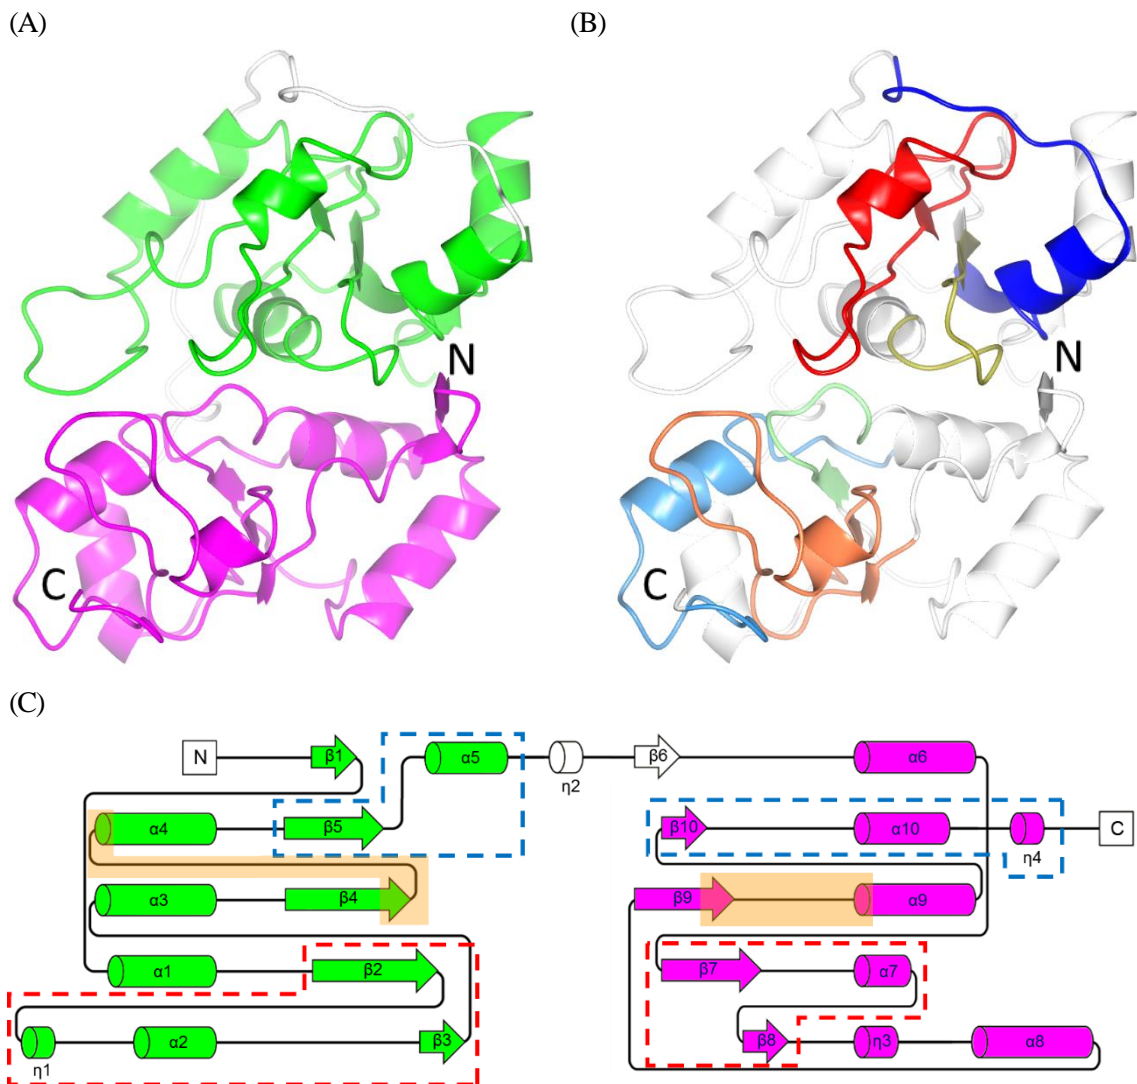 (A) (B)
N N
C C
(C)
N β1 α5 η2 β6 α6
α4 β5 β10 α10 η4 C
α3 β4 β9 α9
α1 β2 β7 α7
η1 α2 β3 β8 η3 α8